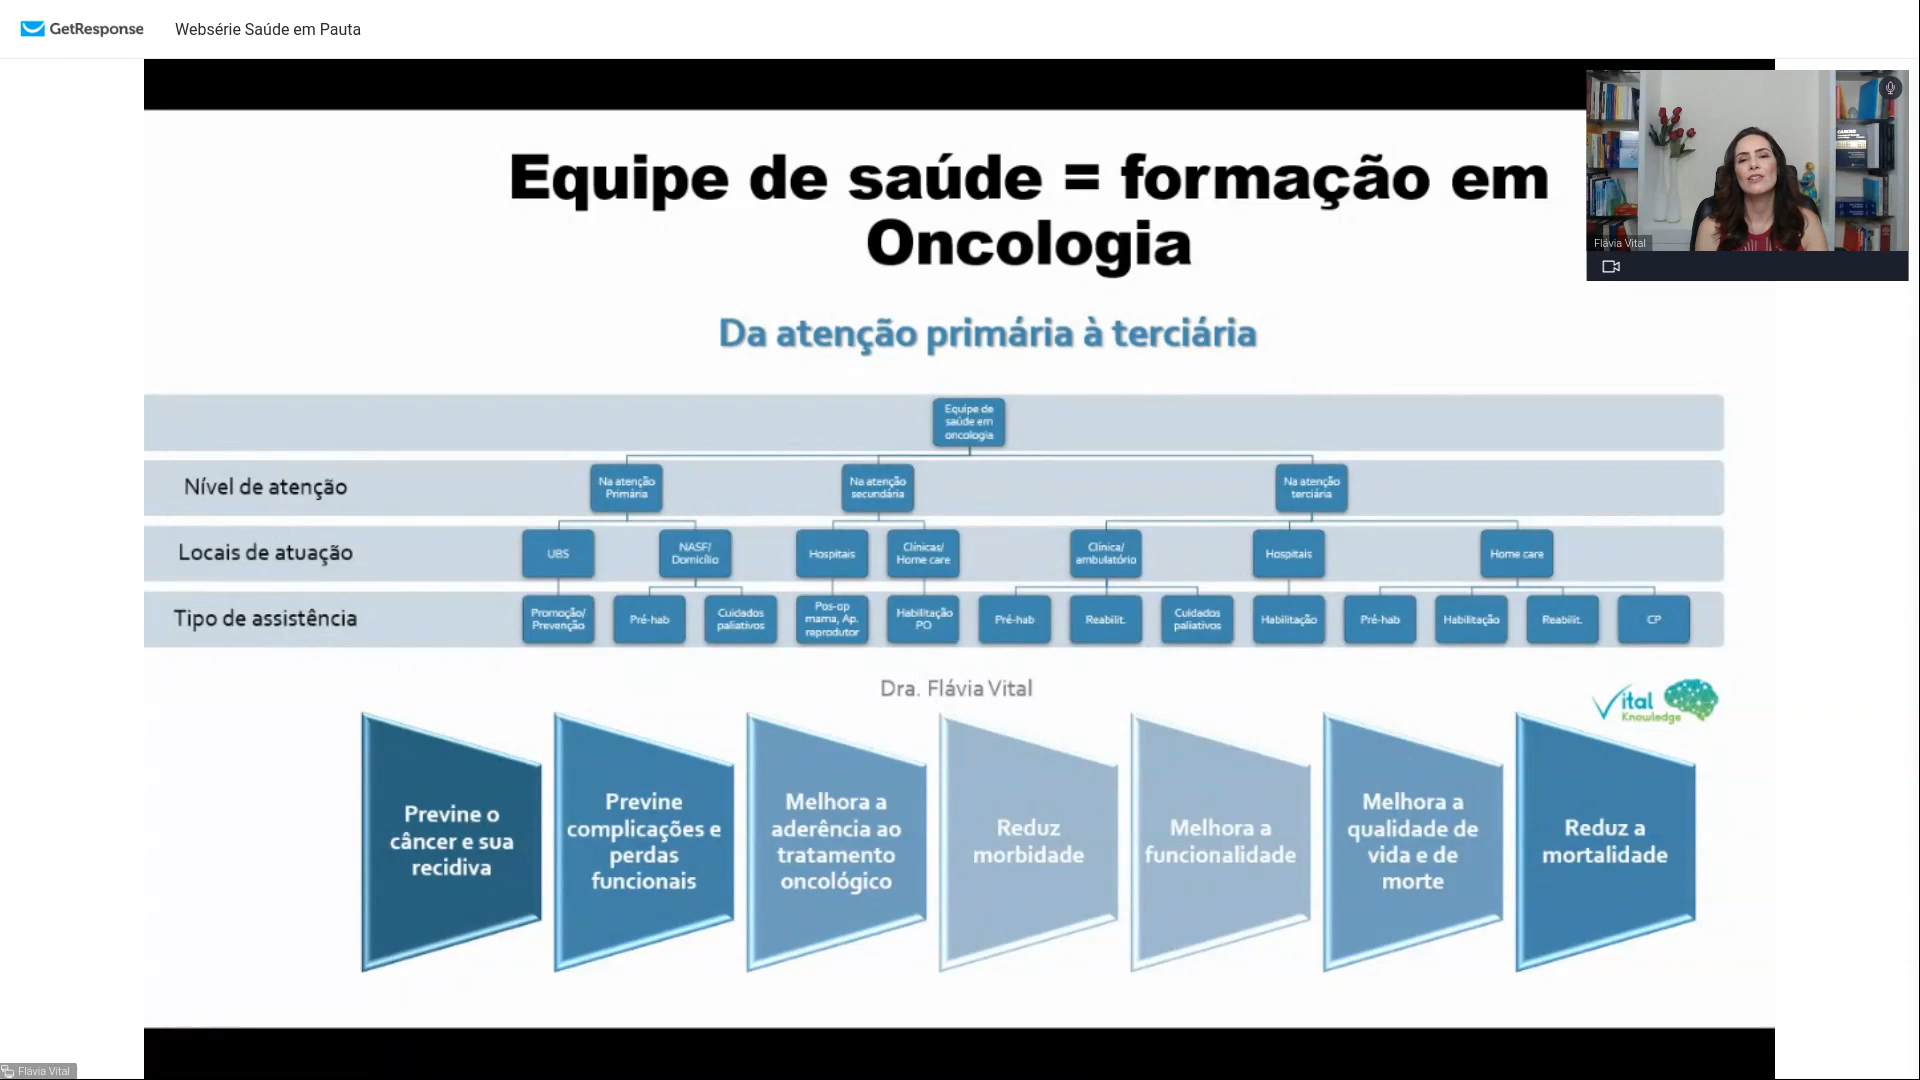 GetResponse
Websérie Saúde em Pauta
Equipe de saúde = formação em
Oncologia
Flávia Vital
Da atenção primária à terciária
Equipe de
saúde em
oncologia
Nível de atenção
Na atenção
Primária
Na atenção
secundária
Na atenção
terciária
Locais de atuação
UBS
NASF/
Domicílio
Hospitais
Clínicas/
Home care
Clínica/
ambulatório
Hospitais
Home care
Tipo de assistência
Promoção/
Prevenção
Pré-hab
Cuidados
paliativos
Pos-op
mama, Ap.
reprodutor
Habilitação
PO
Pré-hab
Reabilit.
Cuidados
paliativos
Habilitação
Pré-hab
Habilitação
Reabilit.
CP
Dra. Flávia Vital
Vital
Knowledge
Previne o
câncer e sua
recidiva
Previne
complicações e
perdas
funcionais
Melhora a
aderência ao
tratamento
oncológico
Reduz
morbidade
Melhora a
funcionalidade
Melhora a
qualidade de
vida e de
morte
Reduz a
mortalidade
Flávia Vital